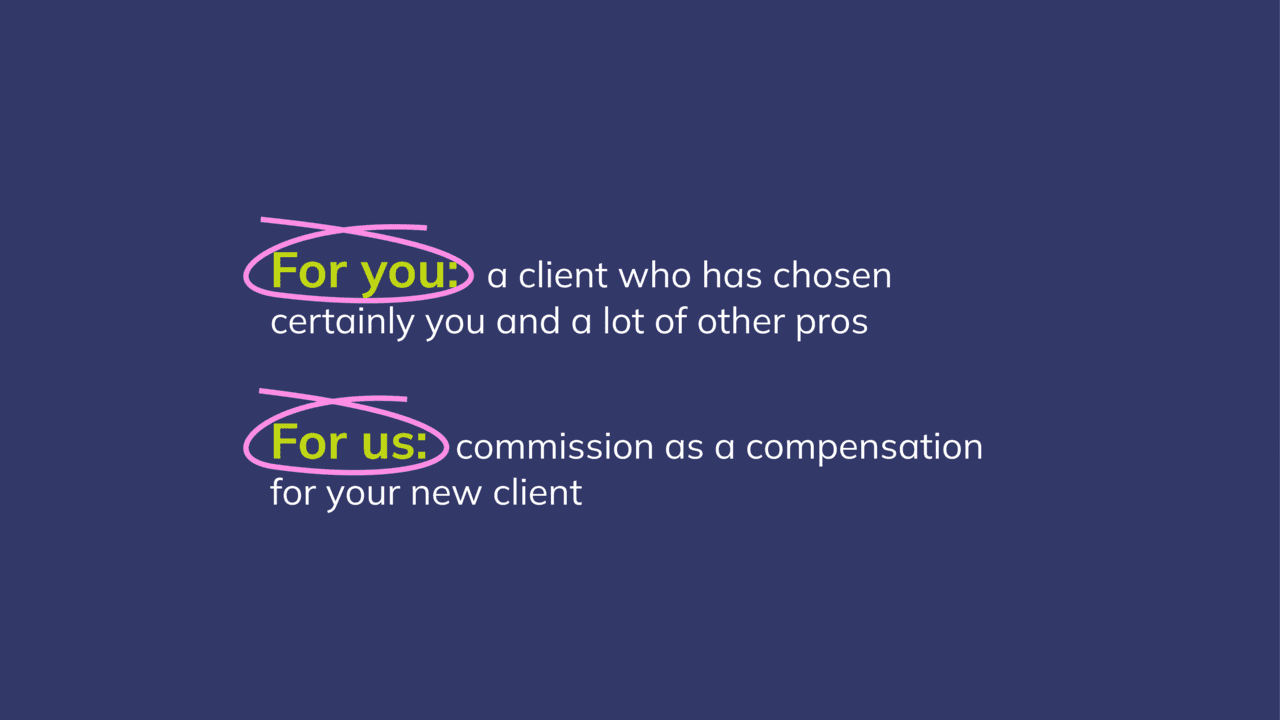 For you: a client who has chosen
certainly you and a lot of other pros
For us: commission as a compensation
for your new client